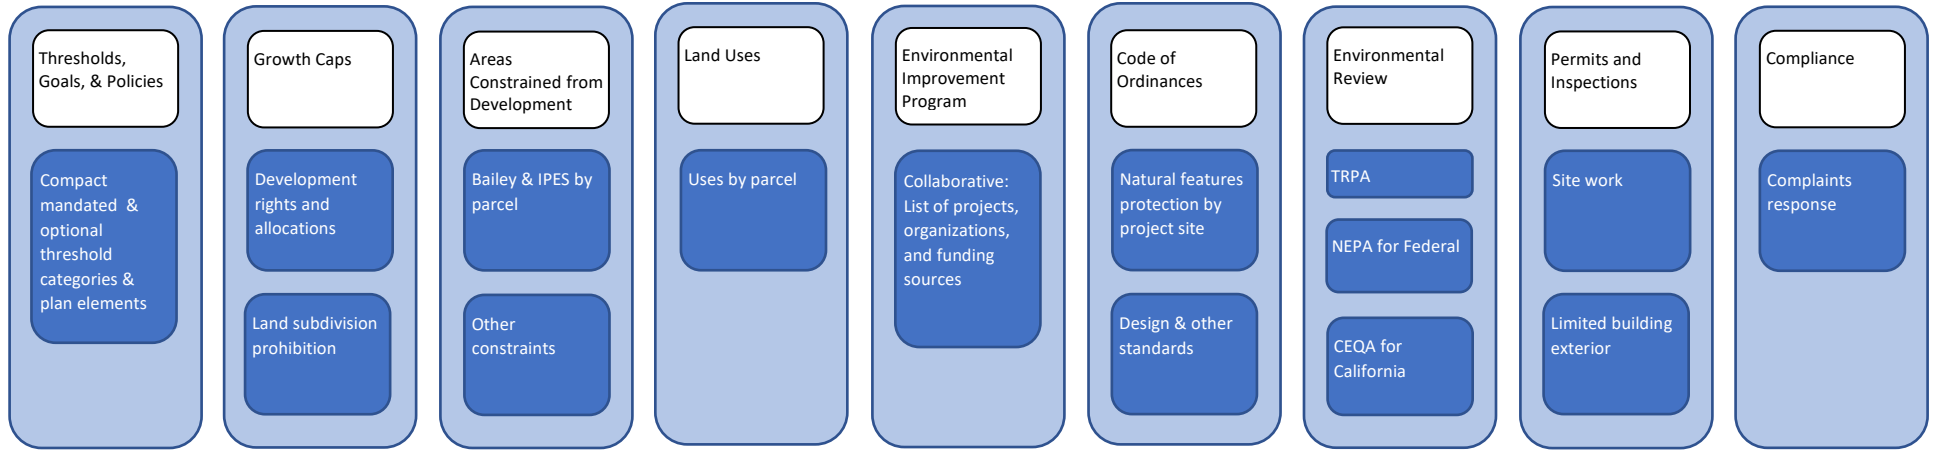 Thresholds,
Goals, & Policies
Compact
mandated & 
optional
threshold
categories &
plan elements
Growth Caps
Development
rights and
allocations
Land subdivision
prohibition
Areas
Constrained from
Development
Bailey & IPES by
parcel
Other
constraints
Land Uses
Uses by parcel
Environmental
Improvement
Program
Collaborative:
List of projects,
organizations,
and funding
sources
Code of
Ordinances
Natural features
protection by
project site
Design & other
standards
Environmental
Review
TRPA
NEPA for Federal
CEQA for
California
Permits and
Inspections
Site work
Limited building
exterior
Compliance
Complaints
response